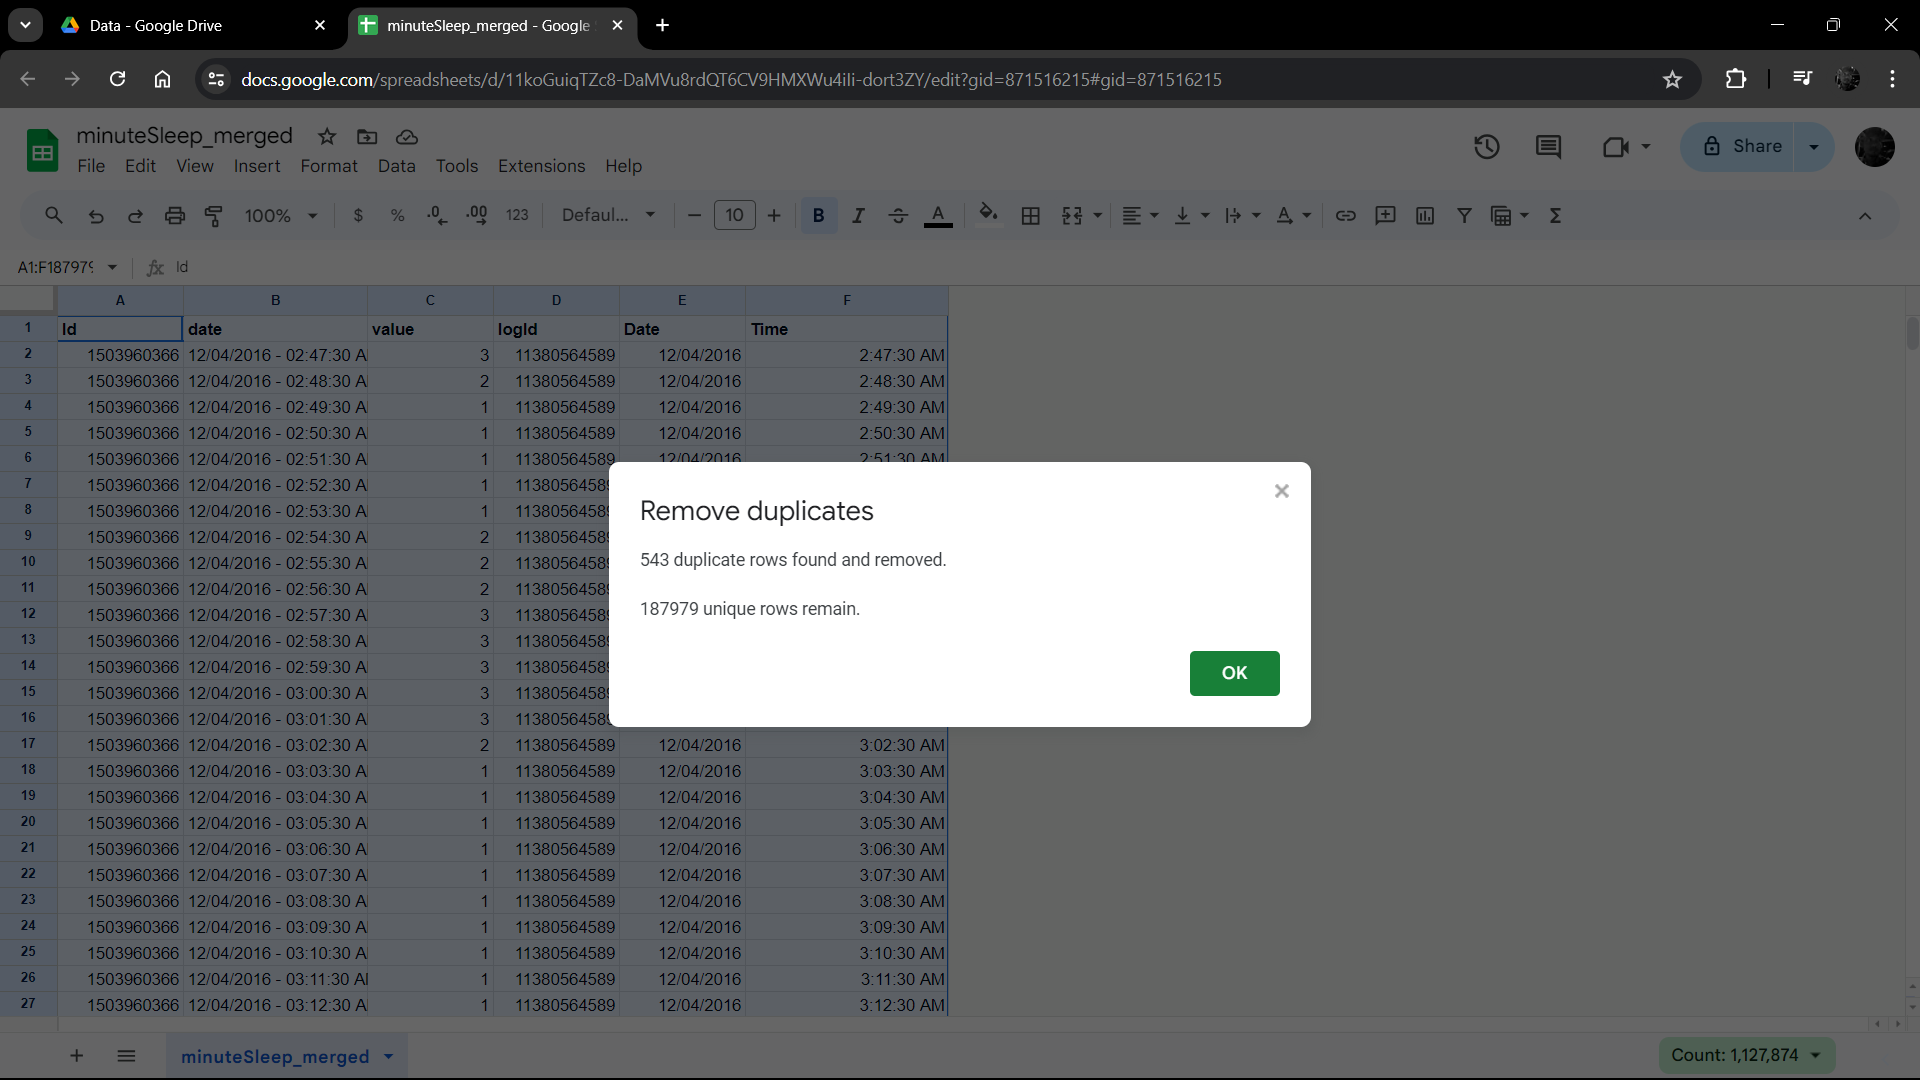 Data - Google Drive
minuteSleep_merged - Google
docs.google.com/spreadsheets/d/11koGuiqTZc8-DaMVu8rdQT6CV9HMXWu4iIi-dort3ZY/edit?gid=871516215#gid=871516215
minuteSleep_merged
Share
File Edit View Insert Format Data Tools Extensions Help
100% $ % .0 .00 123 Defaul... 10 B I A
A1:F187979 fx Id
A B C D E F
1 Id date value logId Date Time
2 1503960366 12/04/2016 - 02:47:30 A 3 11380564589 12/04/2016 2:47:30 AM
3 1503960366 12/04/2016 - 02:48:30 A 2 11380564589 12/04/2016 2:48:30 AM
4 1503960366 12/04/2016 - 02:49:30 A 1 11380564589 12/04/2016 2:49:30 AM
5 1503960366 12/04/2016 - 02:50:30 A 1 11380564589 12/04/2016 2:50:30 AM
6 1503960366 12/04/2016 - 02:51:30 A 1 11380564589 12/04/2016 2:51:30 AM
7 1503960366 12/04/2016 - 02:52:30 A 1 1138056458
8 1503960366 12/04/2016 - 02:53:30 A 1 1138056458
9 1503960366 12/04/2016 - 02:54:30 A 2 1138056458
10 1503960366 12/04/2016 - 02:55:30 A 2 1138056458
11 1503960366 12/04/2016 - 02:56:30 A 2 1138056458
12 1503960366 12/04/2016 - 02:57:30 A 3 1138056458
13 1503960366 12/04/2016 - 02:58:30 A 3 1138056458
14 1503960366 12/04/2016 - 02:59:30 A 3 1138056458
15 1503960366 12/04/2016 - 03:00:30 A 3 1138056458
16 1503960366 12/04/2016 - 03:01:30 A 3 1138056458
17 1503960366 12/04/2016 - 03:02:30 A 2 11380564589 12/04/2016 3:02:30 AM
18 1503960366 12/04/2016 - 03:03:30 A 1 11380564589 12/04/2016 3:03:30 AM
19 1503960366 12/04/2016 - 03:04:30 A 1 11380564589 12/04/2016 3:04:30 AM
20 1503960366 12/04/2016 - 03:05:30 A 1 11380564589 12/04/2016 3:05:30 AM
21 1503960366 12/04/2016 - 03:06:30 A 1 11380564589 12/04/2016 3:06:30 AM
22 1503960366 12/04/2016 - 03:07:30 A 1 11380564589 12/04/2016 3:07:30 AM
23 1503960366 12/04/2016 - 03:08:30 A 1 11380564589 12/04/2016 3:08:30 AM
24 1503960366 12/04/2016 - 03:09:30 A 1 11380564589 12/04/2016 3:09:30 AM
25 1503960366 12/04/2016 - 03:10:30 A 1 11380564589 12/04/2016 3:10:30 AM
26 1503960366 12/04/2016 - 03:11:30 A 1 11380564589 12/04/2016 3:11:30 AM
27 1503960366 12/04/2016 - 03:12:30 A 1 11380564589 12/04/2016 3:12:30 AM
Remove duplicates
543 duplicate rows found and removed.
187979 unique rows remain.
OK
minuteSleep_merged
Count: 1,127,874